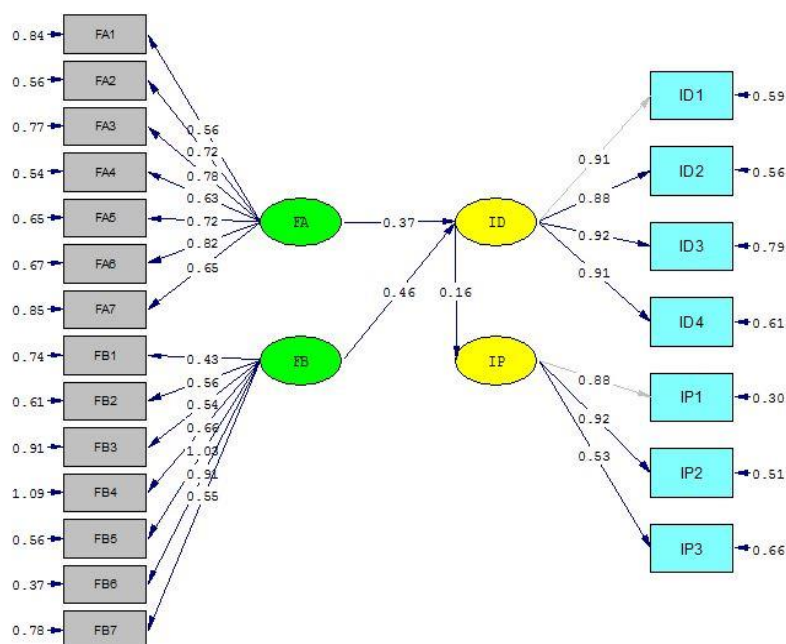 0.84 FA1
0.56 FA2
0.77 FA3
0.54 FA4
0.65 FA5
0.67 FA6
0.85 FA7
0.74 FB1
0.61 FB2
0.91 FB3
1.09 FB4
0.56 FB5
0.37 FB6
0.78 FB7
0.56
0.72
0.78
0.63
0.72
0.82
0.65
0.43
0.56
0.54
0.66
1.03
0.91
0.55
FA
FB
0.37
0.46
0.16
ID
IP
0.91
0.88
0.92
0.91
0.88
0.92
0.53
ID1 0.59
ID2 0.56
ID3 0.79
ID4 0.61
IP1 0.30
IP2 0.51
IP3 0.66